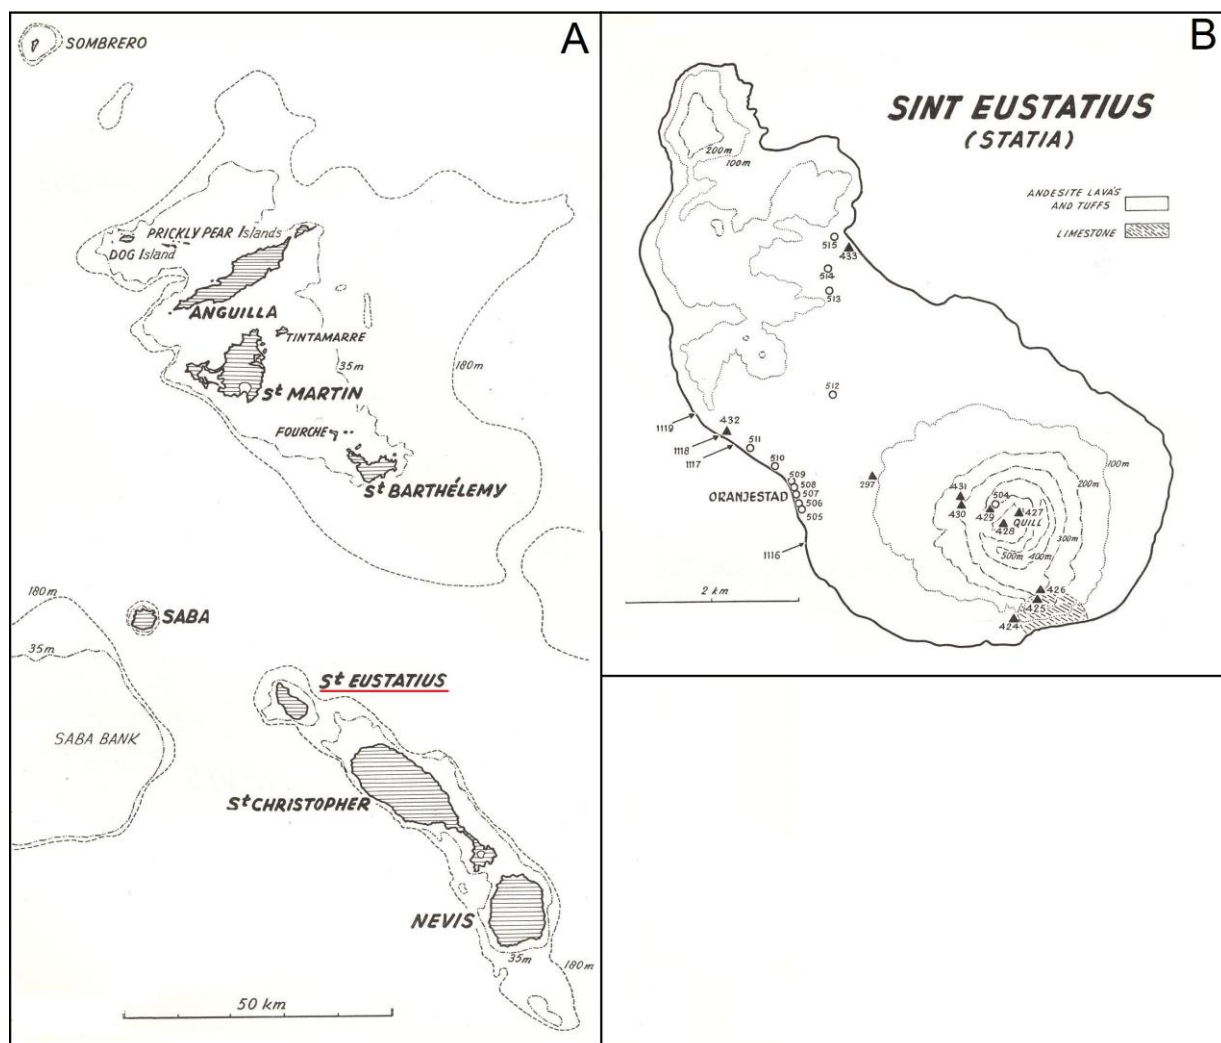 A
SOMBRERO
PRICKLY PEAR Islands
DOG Island
ANGUILLA
TINTAMARRE
35m
180m
St MARTIN
FOURCHE
St BARTHÉLEMY
180m
SABA
35m
St EUSTATIUS
SABA BANK
St CHRISTOPHER
NEVIS
35m
180m
50 km
B
SINT EUSTATIUS
(STATIA)
200m
100m
ANDESITE LAVA'S
AND TUFFS
LIMESTONE
515
433
514
513
512
1119
432
1118
511
1117
510
509
508
ORANJESTAD
507
506
505
297
100m
200m
431
504
430
429
427
QUILL
428
300m
500m
400m
1116
2 km
426
425
424